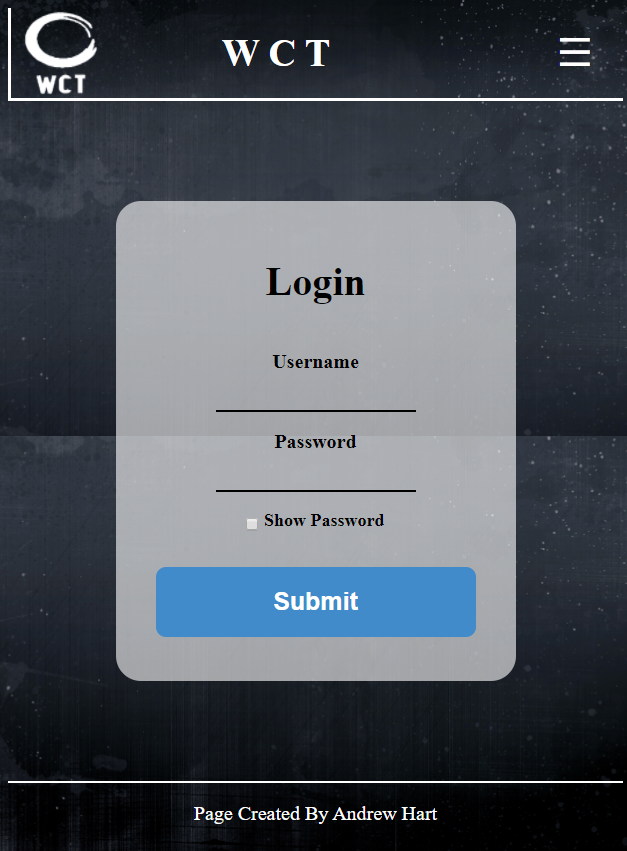 WCT
W C T
Login
Username
Password
Show Password
Submit
Page Created By Andrew Hart